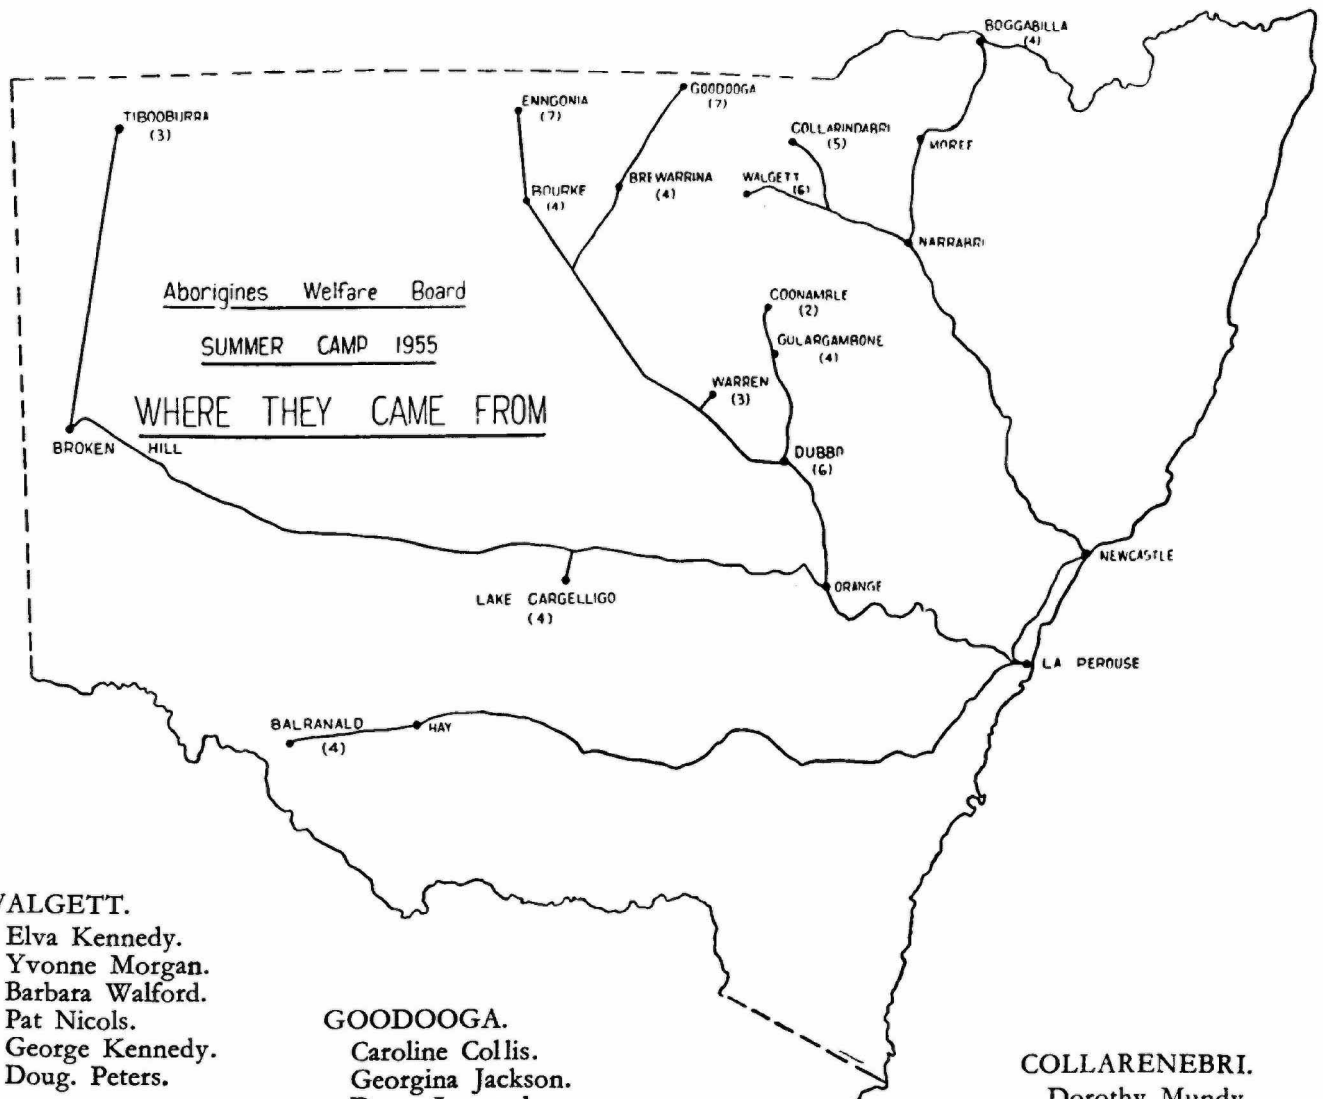 BOGGABILLA
(4)
TIBOOBURRA
(3)
ENNGONIA
(7)
GOODOOGA
(7)
COLLARINDABRI
(5)
MOREE
WALGETT
(6)
BOURKE
(4)
BREWARRINA
(4)
NARRABRI
Aborigines Welfare Board
SUMMER CAMP 1955
WHERE THEY CAME FROM
COONAMBLE
(2)
GULARGAMBONE
(4)
WARREN
(3)
BROKEN HILL
DUBBO
(6)
NEWCASTLE
ORANGE
LAKE CARGELLIGO
(4)
LA PEROUSE
BALRANALD
(4)
HAY
WALGETT.
Elva Kennedy.
Yvonne Morgan.
Barbara Walford.
Pat Nicols.
George Kennedy.
Doug. Peters.
GOODOOGA.
Caroline Collis.
Georgina Jackson.
COLLARENEBRI.
Dorothy Mundy